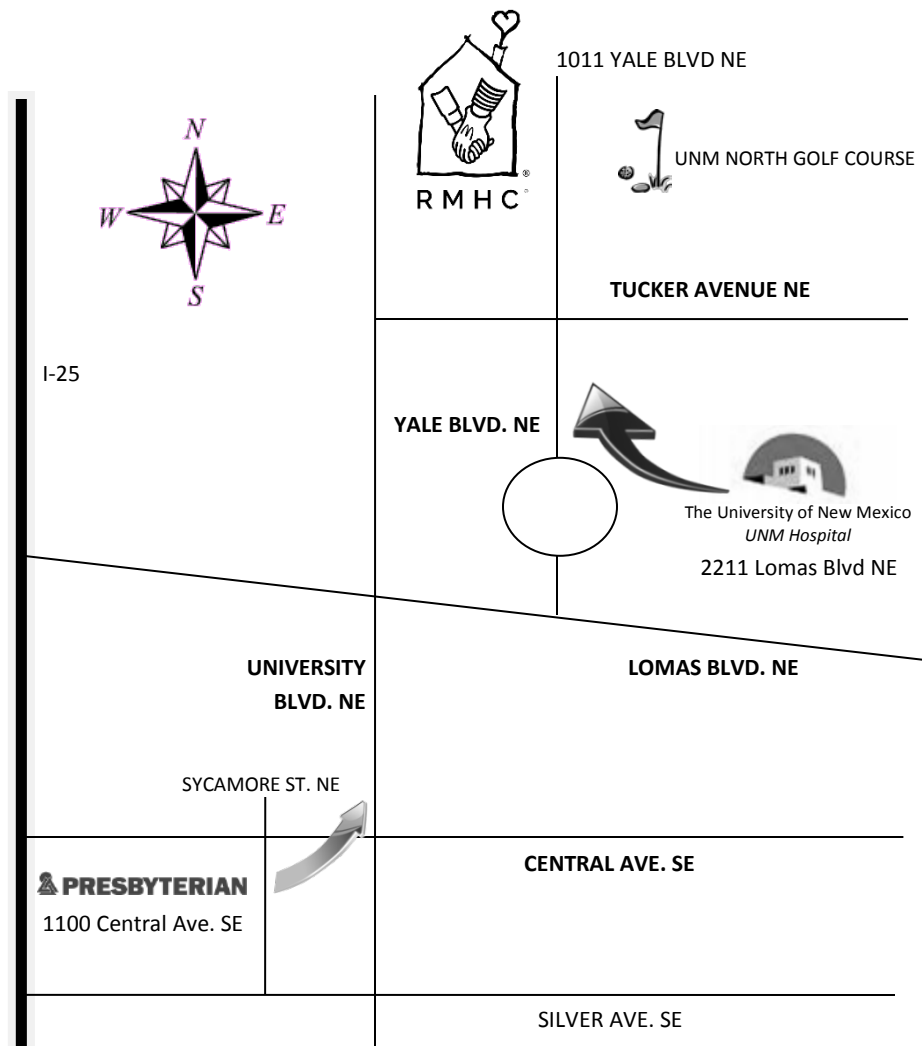 1011 YALE BLVD NE
N
UNM NORTH GOLF COURSE
W E
R M H C
S
TUCKER AVENUE NE
I-25
YALE BLVD. NE
The University of New Mexico
UNM Hospital
2211 Lomas Blvd NE
UNIVERSITY
BLVD. NE
LOMAS BLVD. NE
SYCAMORE ST. NE
CENTRAL AVE. SE
PRESBYTERIAN
1100 Central Ave. SE
SILVER AVE. SE